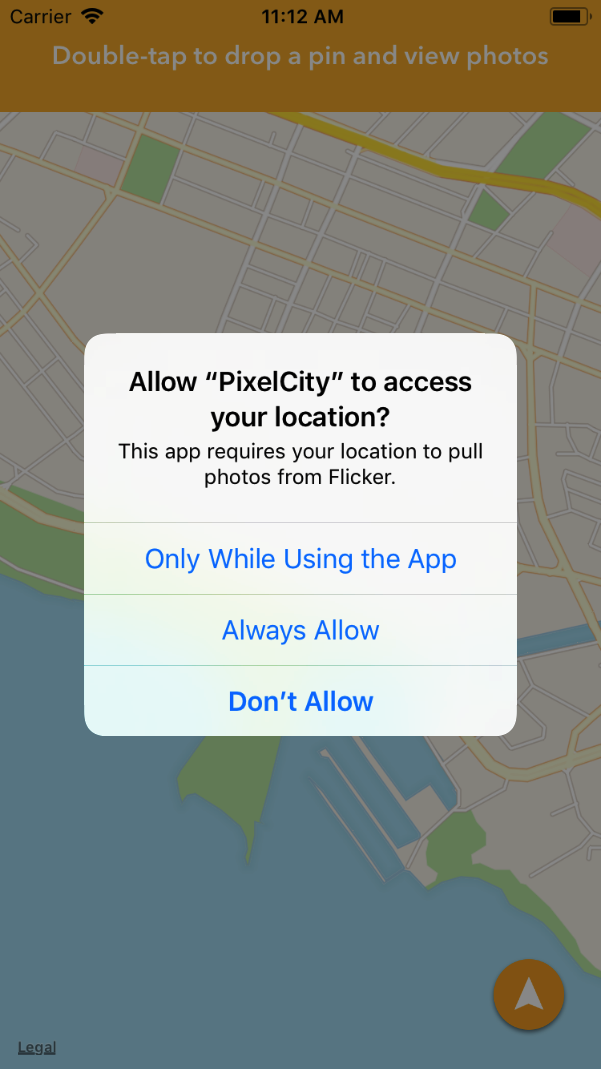 Carrier 11:12 AM
Double-tap to drop a pin and view photos
Allow “PixelCity” to access
your location?
This app requires your location to pull
photos from Flicker.
Only While Using the App
Always Allow
Don’t Allow
Legal